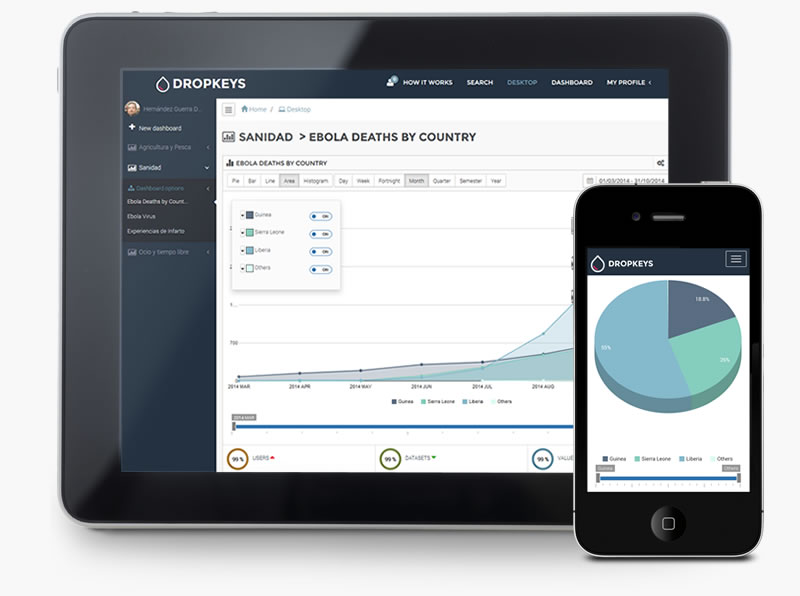 DROPKEYS
HOW IT WORKS SEARCH DESKTOP DASHBOARD MY PROFILE
Hernández Guerra D...
Home / Desktop
New dashboard
Agricultura y Pesca
Sanidad
Dashboard options
Ebola Deaths by Count...
Ebola Virus
Experiencias de infarto
Ocio y tiempo libre
SANIDAD > EBOLA DEATHS BY COUNTRY
EBOLA DEATHS BY COUNTRY
Pie Bar Line Area Histogram Day Week Fortnight Month Quarter Semester Year
01/03/2014 - 31/10/2014
Guinea ON
Sierra Leone ON
Liberia ON
Others ON
700
2014 MAR 2014 APR 2014 MAY 2014 JUN 2014 JUL 2014 AUG
Guinea Sierra Leone Liberia Others
2014 MAR
99 % USERS
99 % DATASETS
99 % VALUE
DROPKEYS
18.8%
55%
26%
Guinea Sierra Leone Liberia Others
Guinea Others